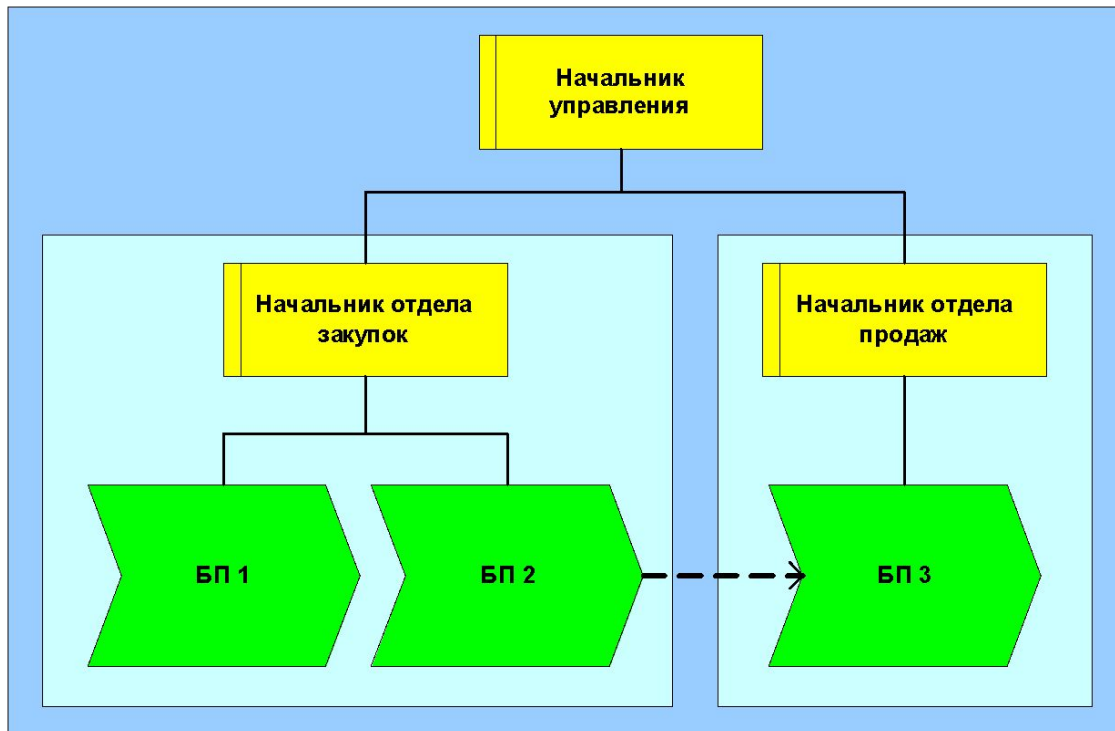 Начальник
управления
Начальник отдела
закупок
Начальник отдела
продаж
БП 1
БП 2
БП 3